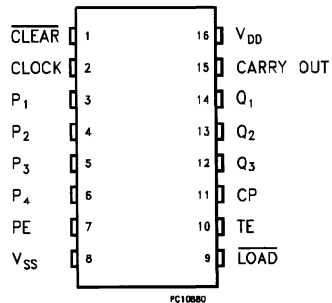 CLEAR 1 16 VDD
CLOCK 2 15 CARRY OUT
P1 3 14 Q1
P2 4 13 Q2
P3 5 12 Q3
P4 6 11 CP
PE 7 10 TE
VSS 8 9 LOAD
PC10880